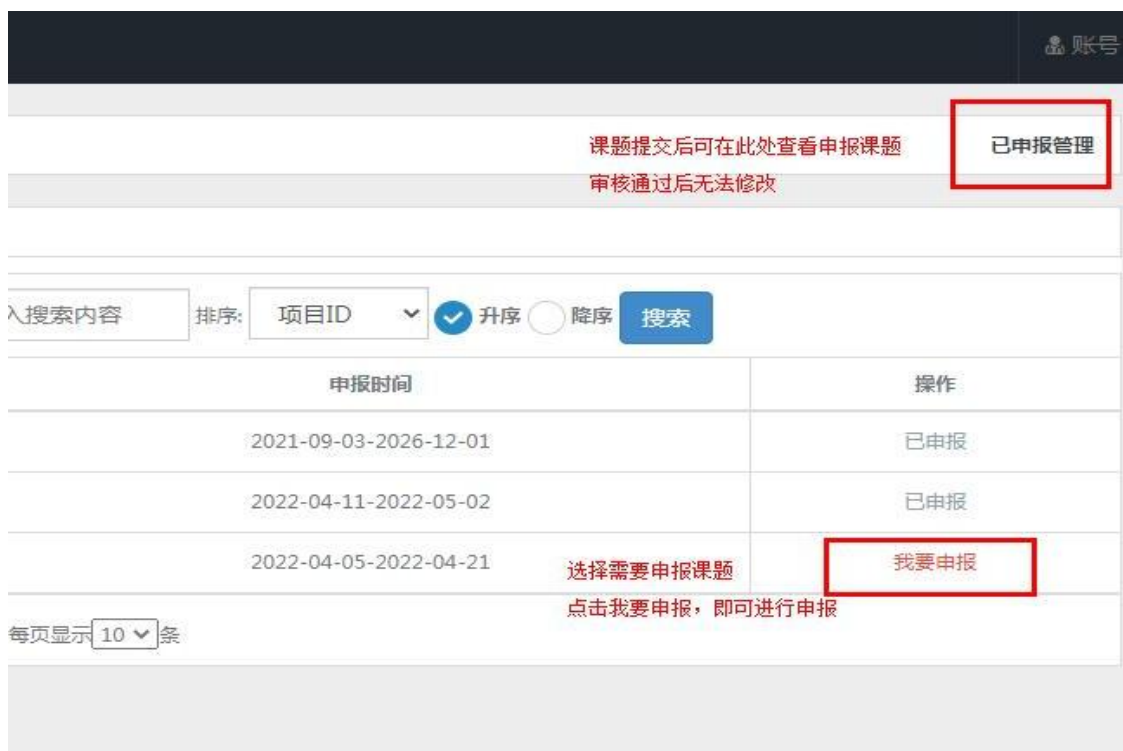 账号
课题提交后可在此处查看申报课题
已申报管理
审核通过后无法修改
入搜索内容 排序: 项目ID 升序 降序 搜索
申报时间 操作
2021-09-03-2026-12-01 已申报
2022-04-11-2022-05-02 已申报
2022-04-05-2022-04-21 我要申报
选择需要申报课题
点击我要申报，即可进行申报
每页显示 10 条